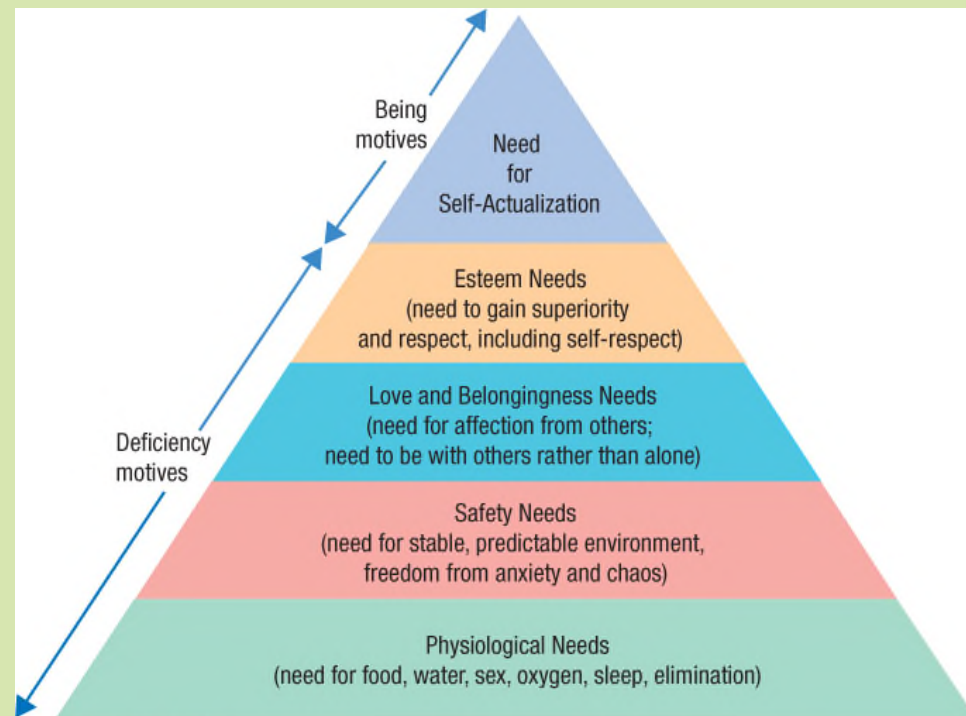 Being
motives
Need
for
Self-Actualization
Esteem Needs
(need to gain superiority
and respect, including self-respect)
Love and Belongingness Needs
(need for affection from others;
need to be with others rather than alone)
Deficiency
motives
Safety Needs
(need for stable, predictable environment,
freedom from anxiety and chaos)
Physiological Needs
(need for food, water, sex, oxygen, sleep, elimination)